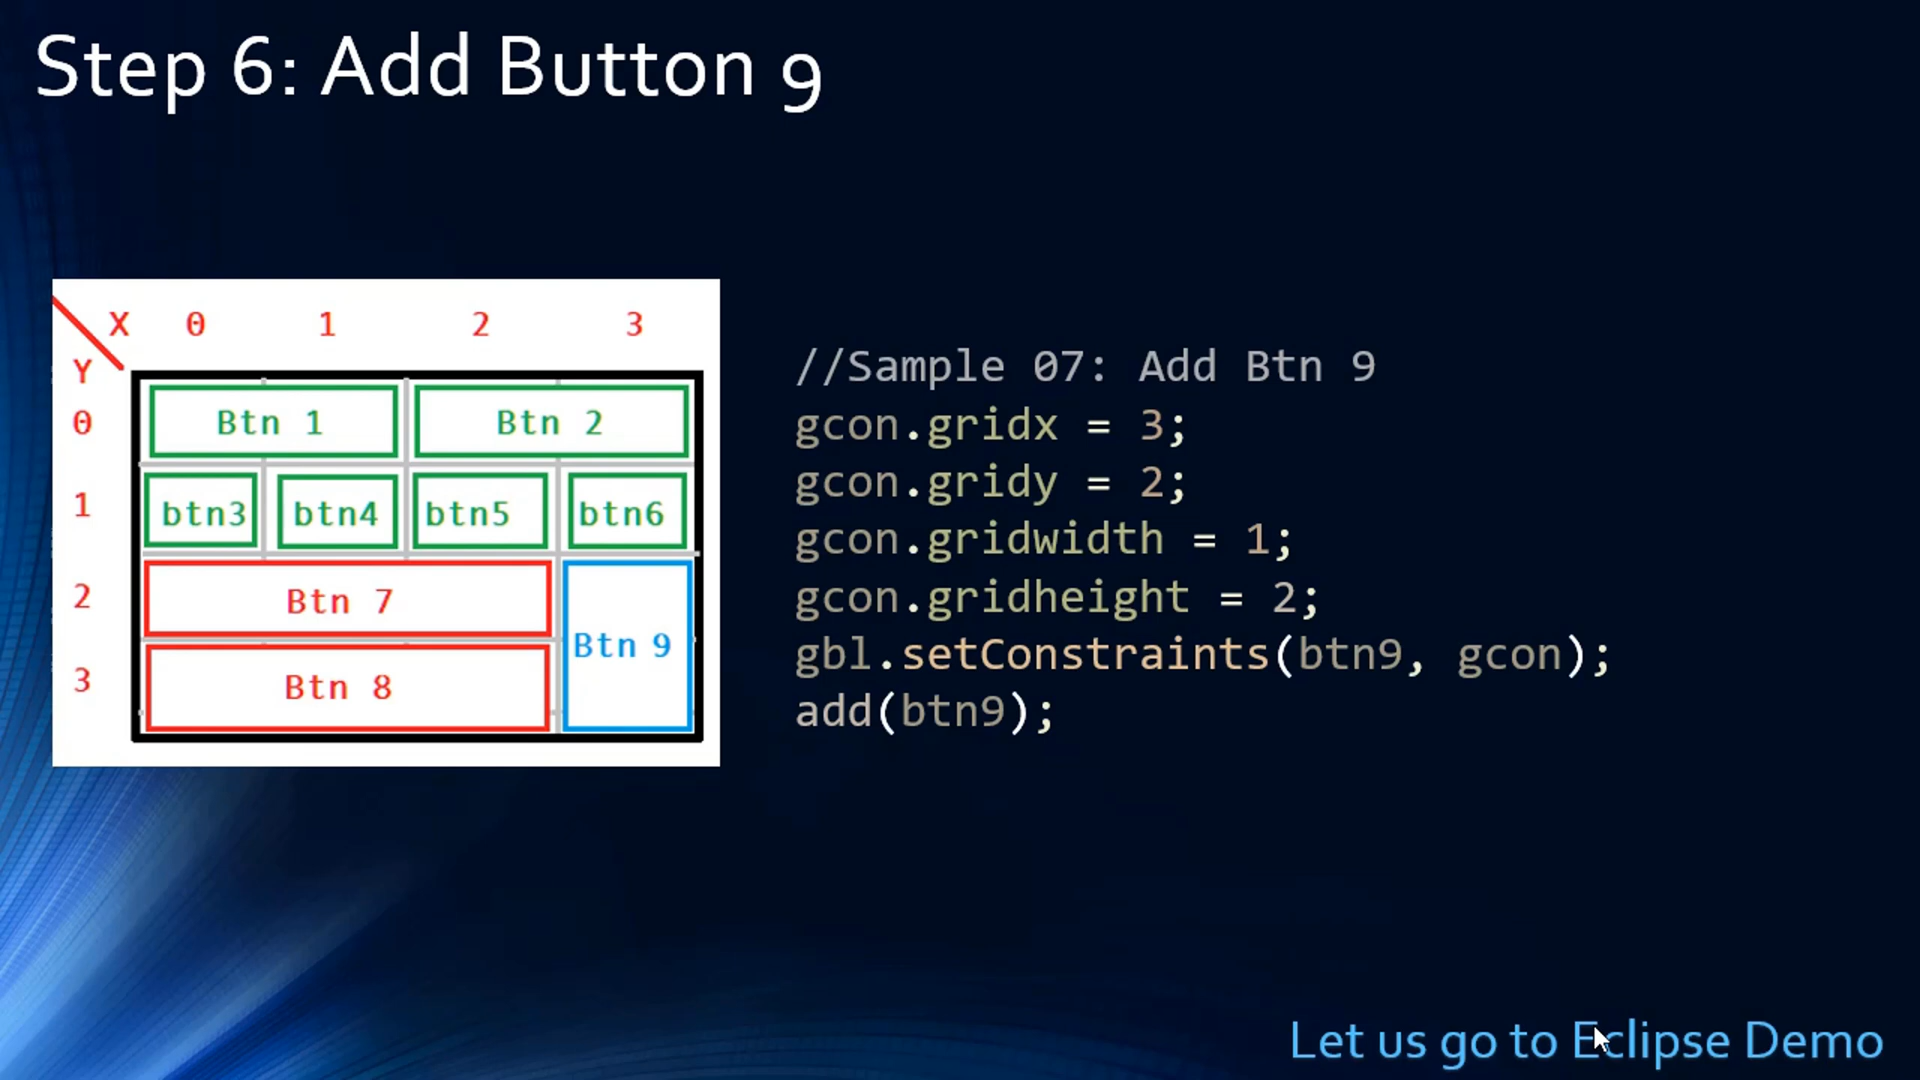 Step 6: Add Button 9
X 0 1 2 3
Y
0 Btn 1 Btn 2
1 btn3 btn4 btn5 btn6
2 Btn 7
Btn 9
3 Btn 8
//Sample 07: Add Btn 9
gcon.gridx = 3;
gcon.gridy = 2;
gcon.gridwidth = 1;
gcon.gridheight = 2;
gbl.setConstraints(btn9, gcon);
add(btn9);
Let us go to Eclipse Demo